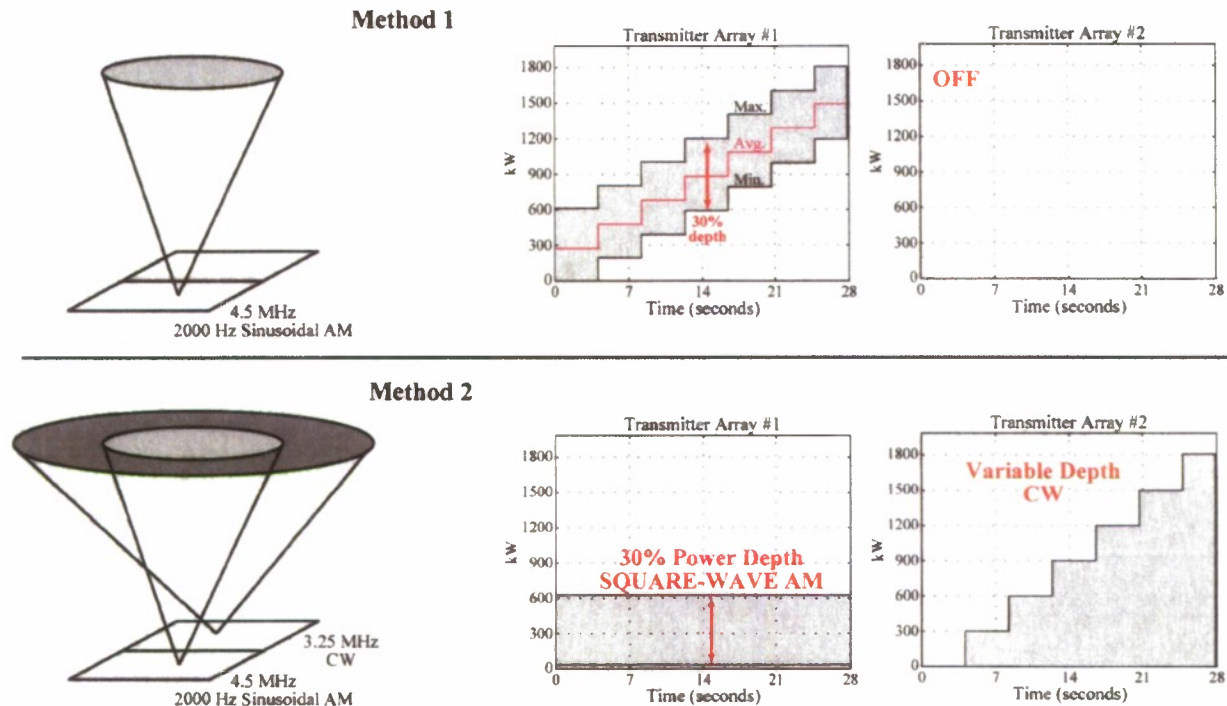 Method 1
4.5 MHz
2000 Hz Sinusoidal AM
Transmitter Array #1
kW
1800
1500
1200
900
600
300
0
Max.
Avg.
Min.
30%
depth
0 7 14 21 28
Time (seconds)
Transmitter Array #2
kW
1800
1500
1200
900
600
300
0
OFF
0 7 14 21 28
Time (seconds)
Method 2
3.25 MHz
CW
4.5 MHz
2000 Hz Sinusoidal AM
Transmitter Array #1
kW
1800
1500
1200
900
600
300
0
30% Power Depth
SQUARE-WAVE AM
0 7 14 21 28
Time (seconds)
Transmitter Array #2
kW
1800
1500
1200
900
600
300
0
Variable Depth
CW
0 7 14 21 28
Time (seconds)